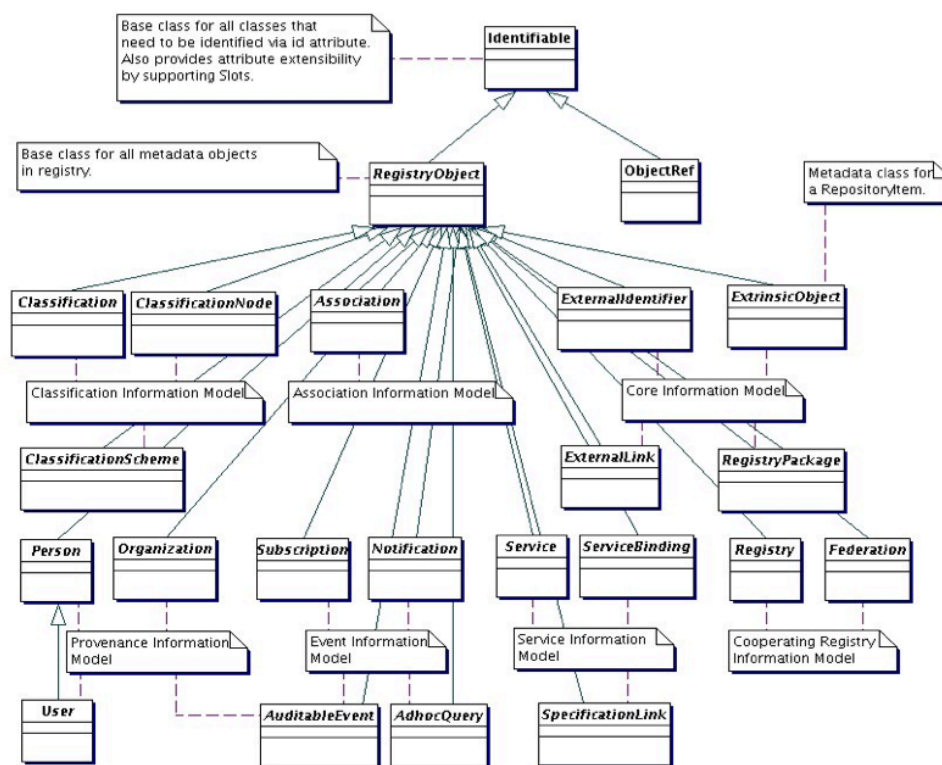 Base class for all classes that
need to be identified via id attribute.
Also provides attribute extensibility
by supporting Slots.
Identifiable
Base class for all metadata objects
in registry.
RegistryObject
ObjectRef
Metadata class for
a RepositoryItem.
Classification
ClassificationNode
Association
ExternalIdentifier
ExtrinsicObject
Classification Information Model
Association Information Model
Core Information Model
ClassificationScheme
ExternalLink
RegistryPackage
Person
Organization
Subscription
Notification
Service
ServiceBinding
Registry
Federation
Provenance Information
Model
Event Information
Model
Service Information
Model
Cooperating Registry
Information Model
User
AuditableEvent
AdhocQuery
SpecificationLink